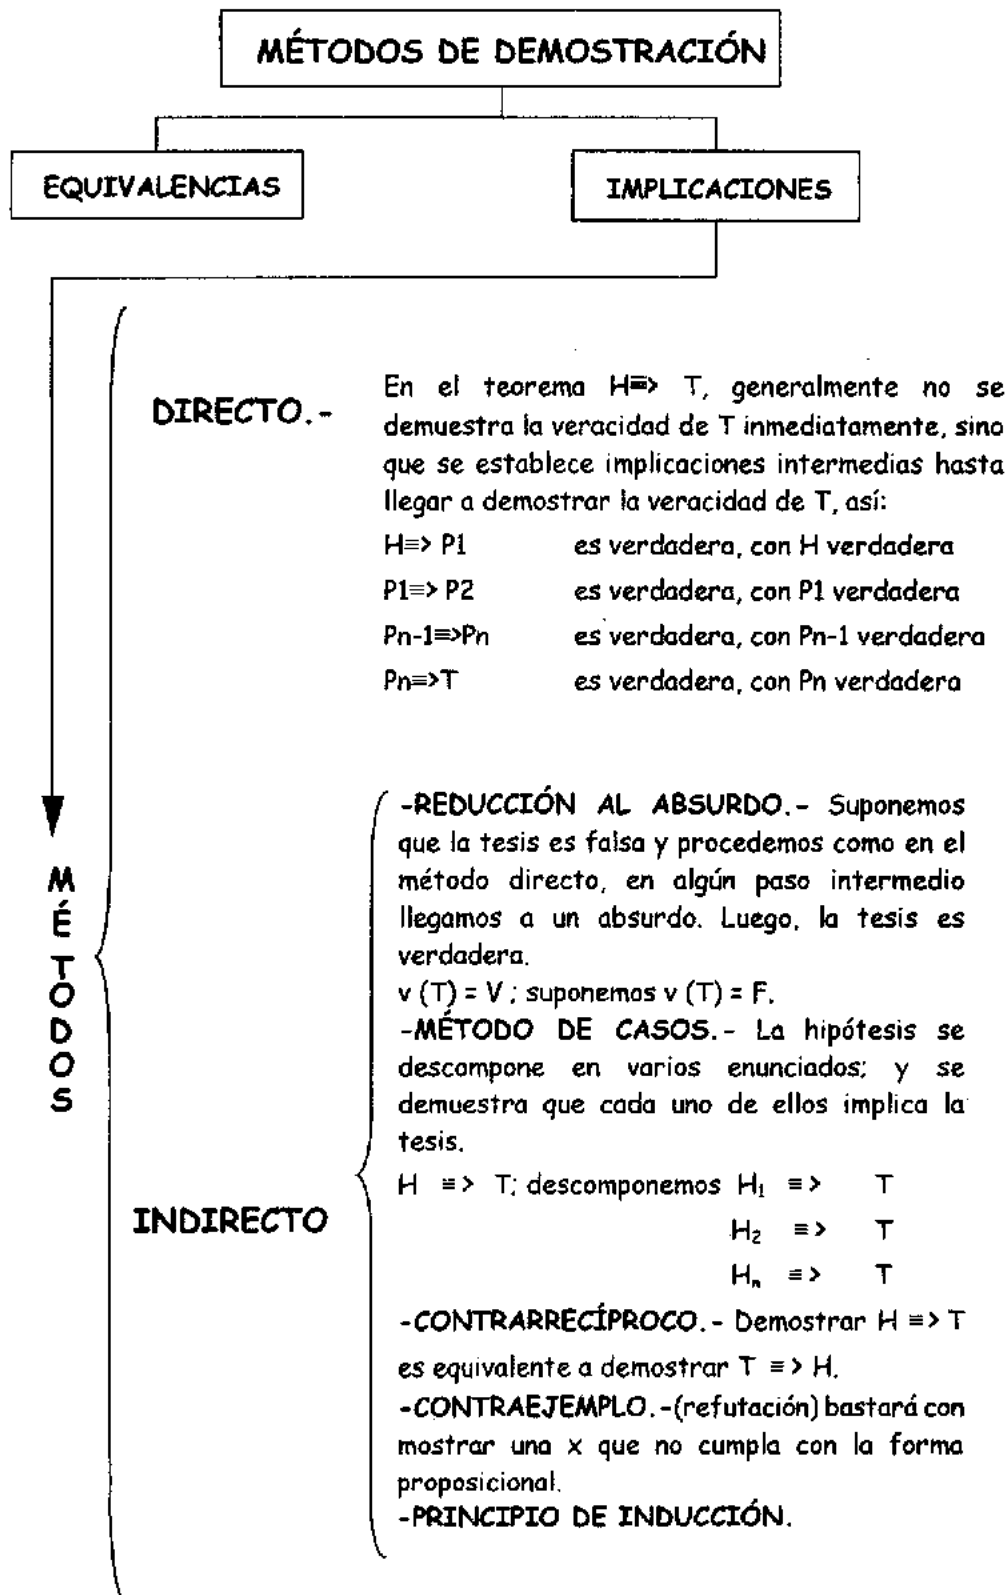 MÉTODOS DE DEMOSTRACIÓN
EQUIVALENCIAS
IMPLICACIONES
MÉTODOS
DIRECTO.-
En el teorema H≡> T, generalmente no se
demuestra la veracidad de T inmediatamente, sino
que se establece implicaciones intermedias hasta
llegar a demostrar la veracidad de T, así:
H≡> P1 es verdadera, con H verdadera
P1≡> P2 es verdadera, con P1 verdadera
Pn-1≡>Pn es verdadera, con Pn-1 verdadera
Pn≡>T es verdadera, con Pn verdadera
INDIRECTO
-REDUCCIÓN AL ABSURDO.- Suponemos
que la tesis es falsa y procedemos como en el
método directo, en algún paso intermedio
llegamos a un absurdo. Luego, la tesis es
verdadera.
v (T) = V ; suponemos v (T) = F.
-MÉTODO DE CASOS.- La hipótesis se
descompone en varios enunciados; y se
demuestra que cada uno de ellos implica la
tesis.
H ≡> T; descomponemos H₁ ≡> T
H₂ ≡> T
Hₙ ≡> T
-CONTRARRECÍPROCO.- Demostrar H ≡> T
es equivalente a demostrar T ≡> H.
-CONTRAEJEMPLO.-(refutación) bastará con
mostrar una x que no cumpla con la forma
proposicional.
-PRINCIPIO DE INDUCCIÓN.